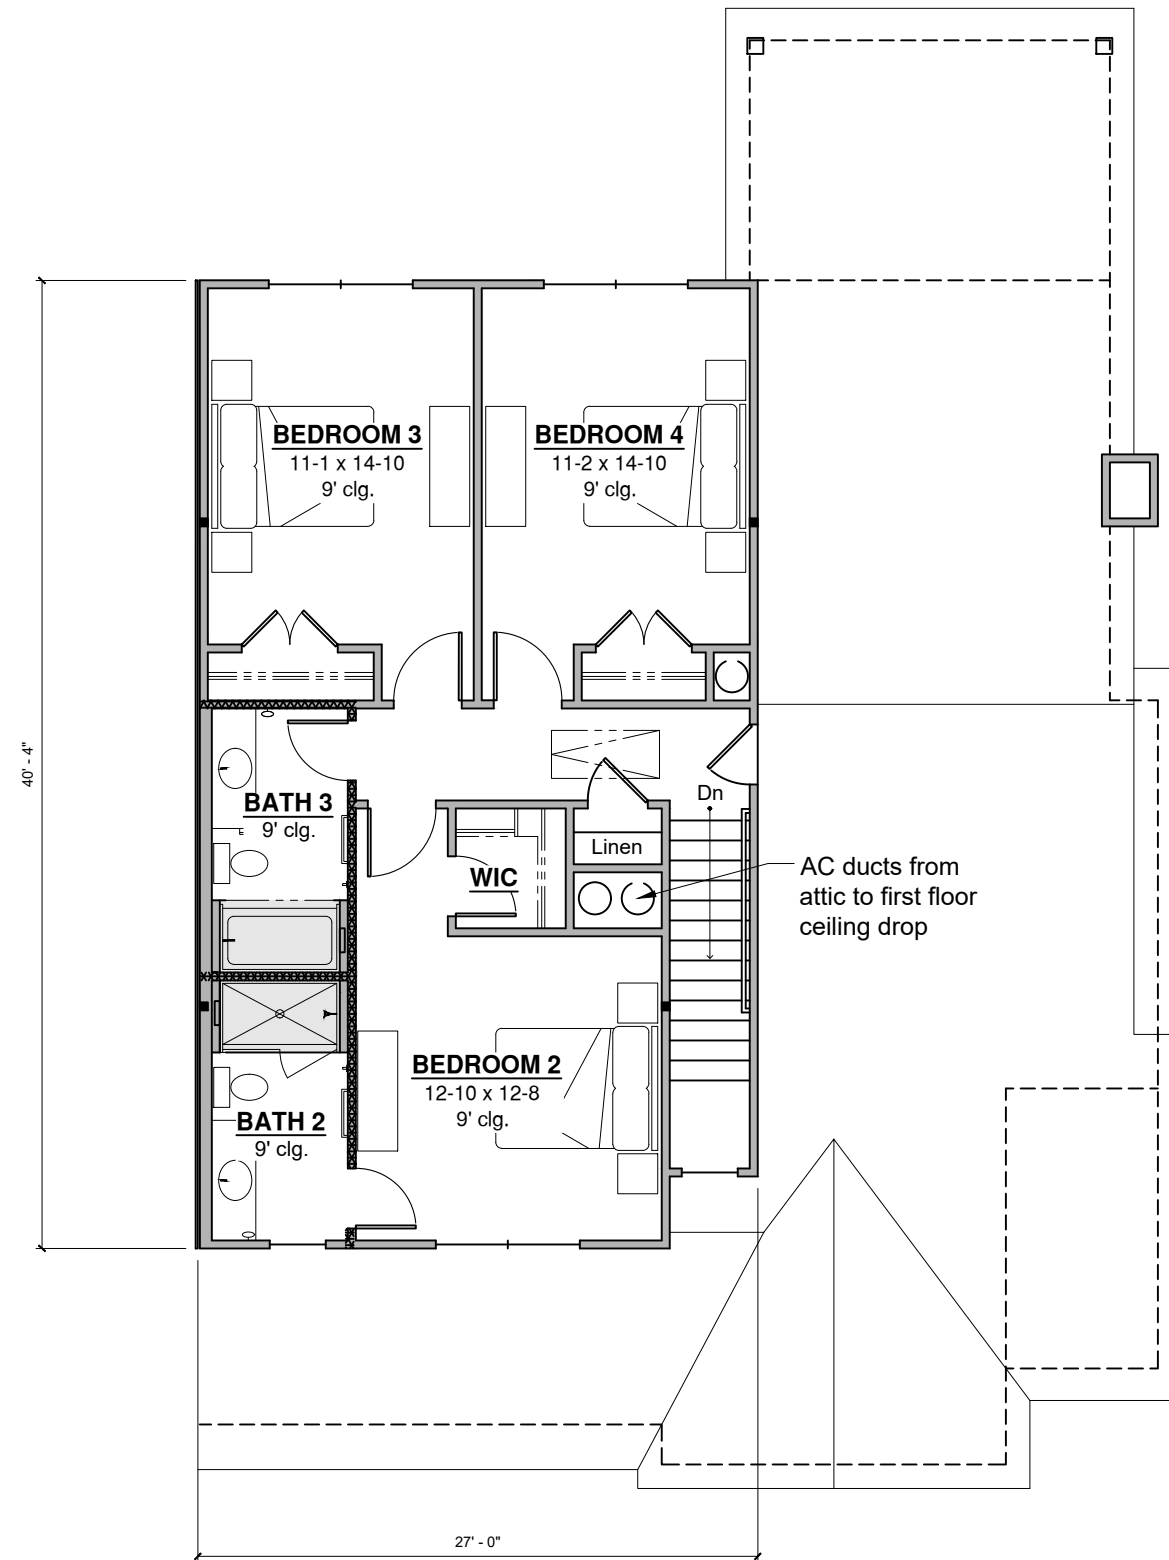 BEDROOM 3
11-1 x 14-10
9' clg.
BEDROOM 4
11-2 x 14-10
9' clg.
40' - 4"
BATH 3
9' clg.
Dn
Linen
WIC
AC ducts from
attic to first floor
ceiling drop
BEDROOM 2
12-10 x 12-8
9' clg.
BATH 2
9' clg.
27' - 0"